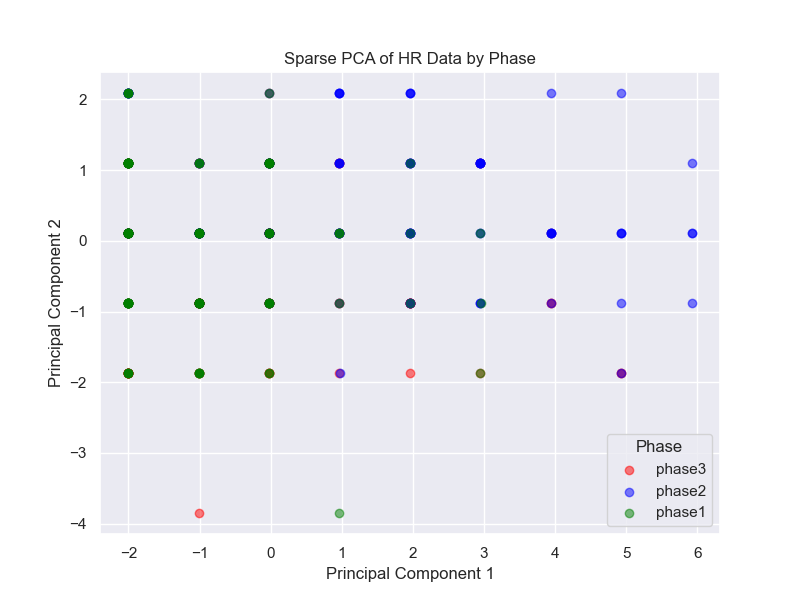 Sparse PCA of HR Data by Phase
Principal Component 2
2
1
0
−1
−2
−3
−4
−2
−1
0
1
2
3
4
5
6
Principal Component 1
Phase
phase3
phase2
phase1